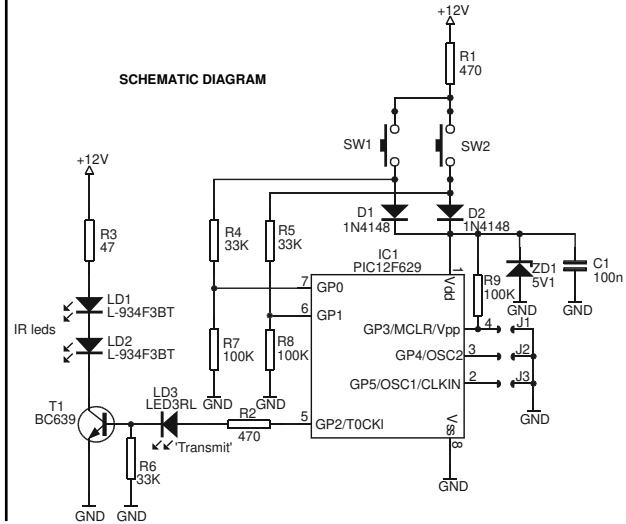 +12V
R1
470
SCHEMATIC DIAGRAM
SW1
SW2
+12V
R3
47
R4
33K
R5
33K
D1
1N4148
D2
1N4148
IC1
PIC12F629
1
Vdd
R9
100K
ZD1
5V1
C1
100n
GND
GND
7
GP0
6
GP1
GP3/MCLR/Vpp
4
J1
GP4/OSC2
3
J2
GP5/OSC1/CLKIN
2
J3
GND
LD1
L-934F3BT
IR leds
LD2
L-934F3BT
R7
100K
R8
100K
GND
GND
T1
BC639
LD3
LED3RL
'Transmit'
R2
470
5
GP2/T0CKI
Vss
8
GND
R6
33K
GND
GND